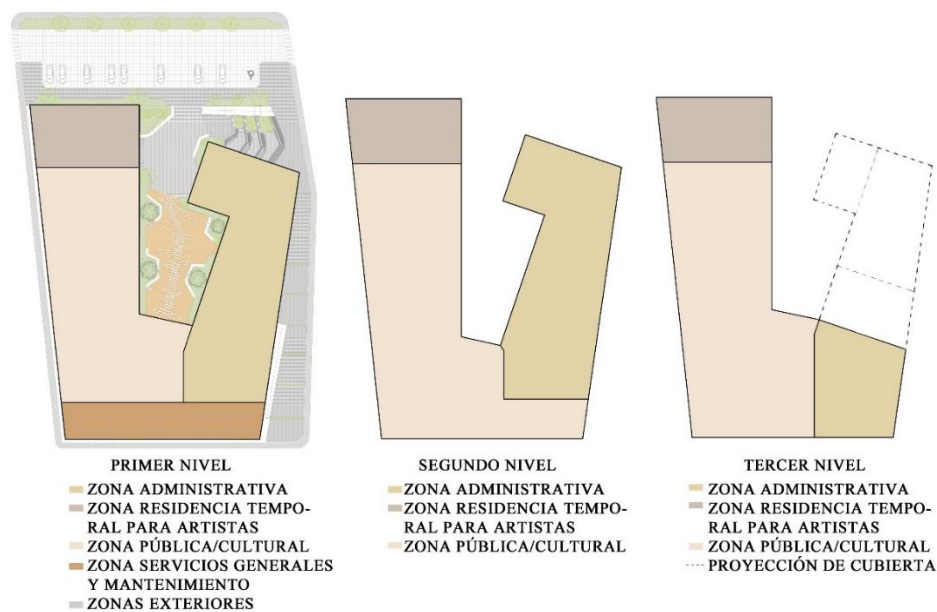 PRIMER NIVEL
ZONA ADMINISTRATIVA
ZONA RESIDENCIA TEMPO-
RAL PARA ARTISTAS
ZONA PÚBLICA/CULTURAL
ZONA SERVICIOS GENERALES
Y MANTENIMIENTO
ZONAS EXTERIORES
SEGUNDO NIVEL
ZONA ADMINISTRATIVA
ZONA RESIDENCIA TEMPO-
RAL PARA ARTISTAS
ZONA PÚBLICA/CULTURAL
TERCER NIVEL
ZONA ADMINISTRATIVA
ZONA RESIDENCIA TEMPO-
RAL PARA ARTISTAS
ZONA PÚBLICA/CULTURAL
PROYECCIÓN DE CUBIERTA